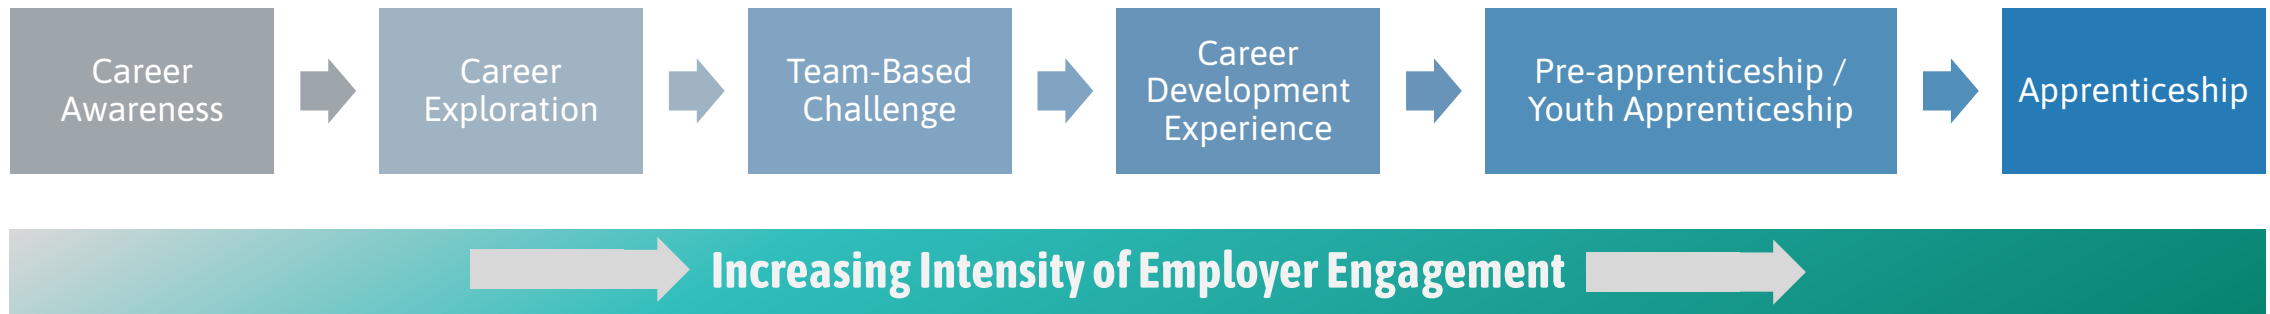 Career
Awareness
Career
Exploration
Team-Based
Challenge
Career
Development
Experience
Pre-apprenticeship /
Youth Apprenticeship
Apprenticeship
Increasing Intensity of Employer Engagement